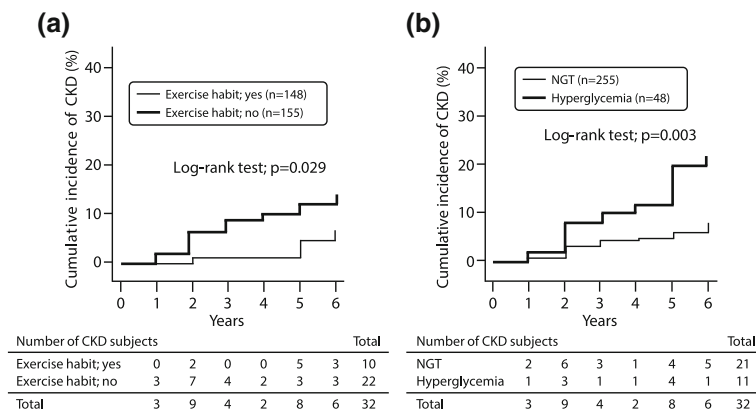 (a)
Cumulative incidence of CKD (%)
40
30
20
10
0
Exercise habit; yes (n=148)
Exercise habit; no (n=155)
Log-rank test; p=0.029
0 1 2 3 4 5 6
Years
Number of CKD subjects Total
Exercise habit; yes 0 2 0 0 5 3 10
Exercise habit; no 3 7 4 2 3 3 22
Total 3 9 4 2 8 6 32
(b)
Cumulative incidence of CKD (%)
40
30
20
10
0
NGT (n=255)
Hyperglycemia (n=48)
Log-rank test; p=0.003
0 1 2 3 4 5 6
Years
Number of CKD subjects Total
NGT 2 6 3 1 4 5 21
Hyperglycemia 1 3 1 1 4 1 11
Total 3 9 4 2 8 6 32